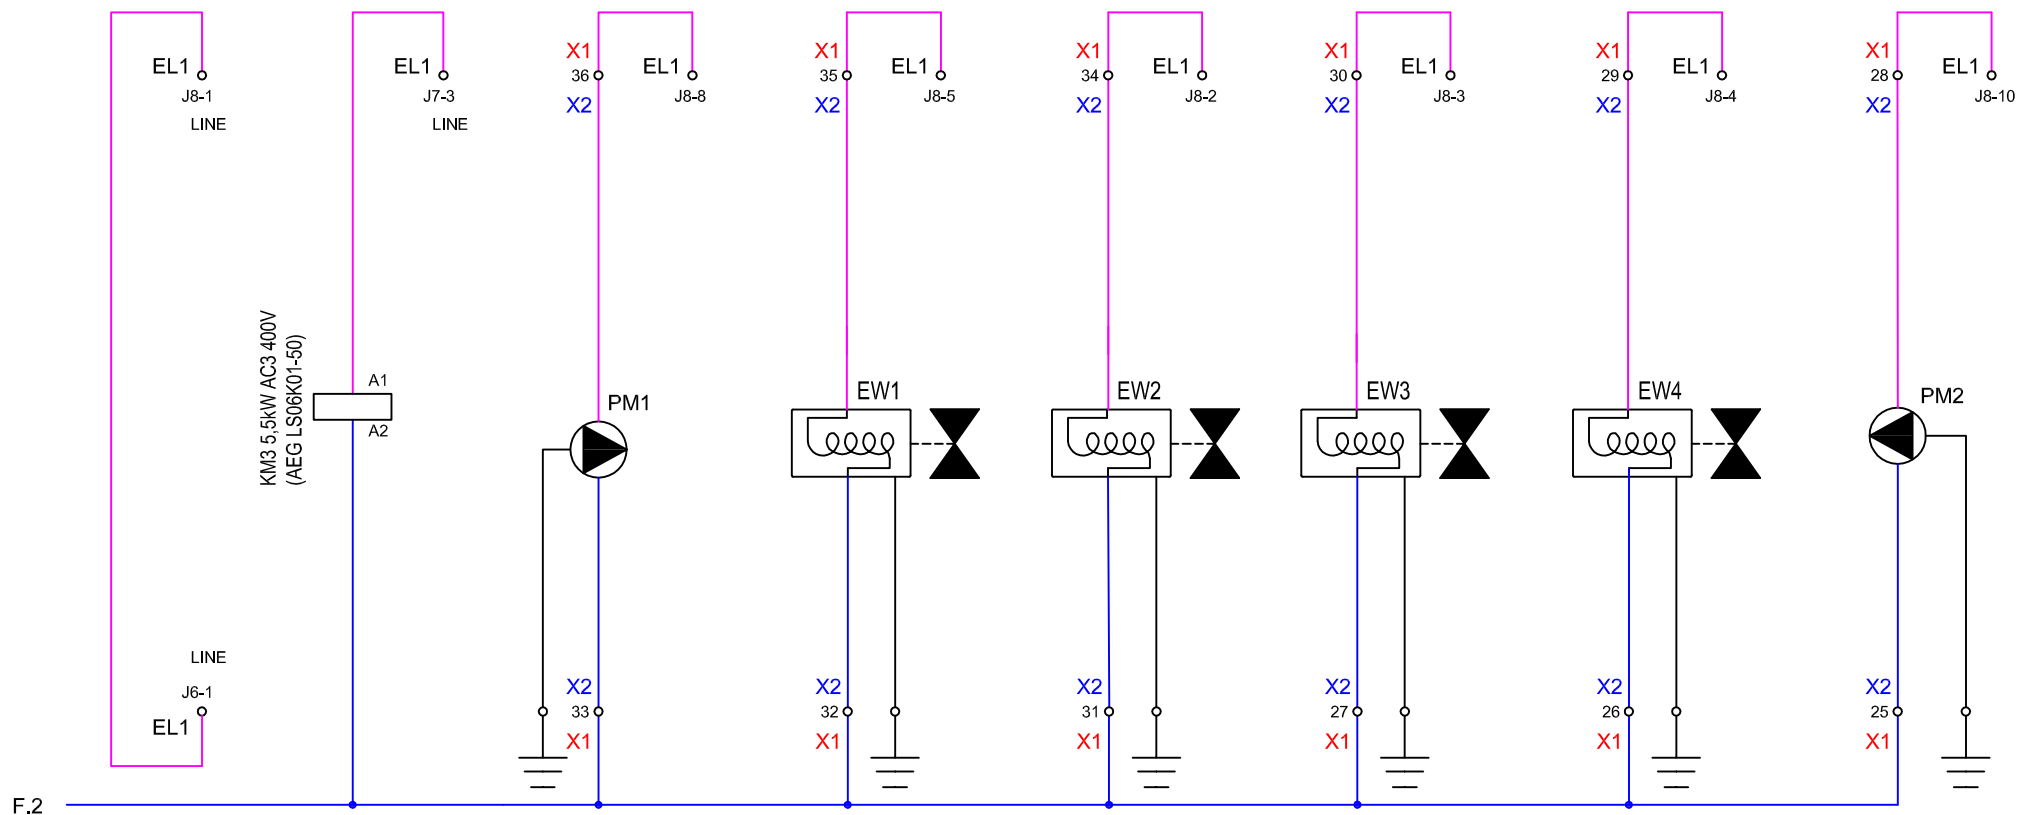 X1 X1 X1 X1 X1 X1
EL1 EL1 36 EL1 35 EL1 34 EL1 30 EL1 29 EL1 28 EL1
J8-1 J7-3 X2 J8-8 X2 J8-5 X2 J8-2 X2 J8-3 X2 J8-4 X2 J8-10
LINE LINE
KM3 5,5kW AC3 400V
(AEG LS06K01-50)
A1
A2
PM1
EW1
EW2
EW3
EW4
PM2
LINE
J6-1
EL1
X2 X2 X2 X2 X2 X2
33 32 31 27 26 25
X1 X1 X1 X1 X1 X1
F.2